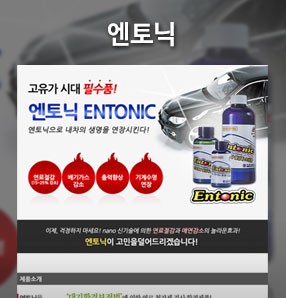 엔토닉
고유가 시대 필수품!
엔토닉 ENTONIC
엔토닉으로 내차의 생명을 연장시킨다!
연료절감
(15~25% 감소)
배기가스
감소
출력향상
기계수명
연장
Entonic
이제, 걱정하지 마세요! nano 신기술에 의한 연료절감과 매연감소의 놀라운효과!
엔토닉이 고민을덜어드리겠습니다!
제품소개